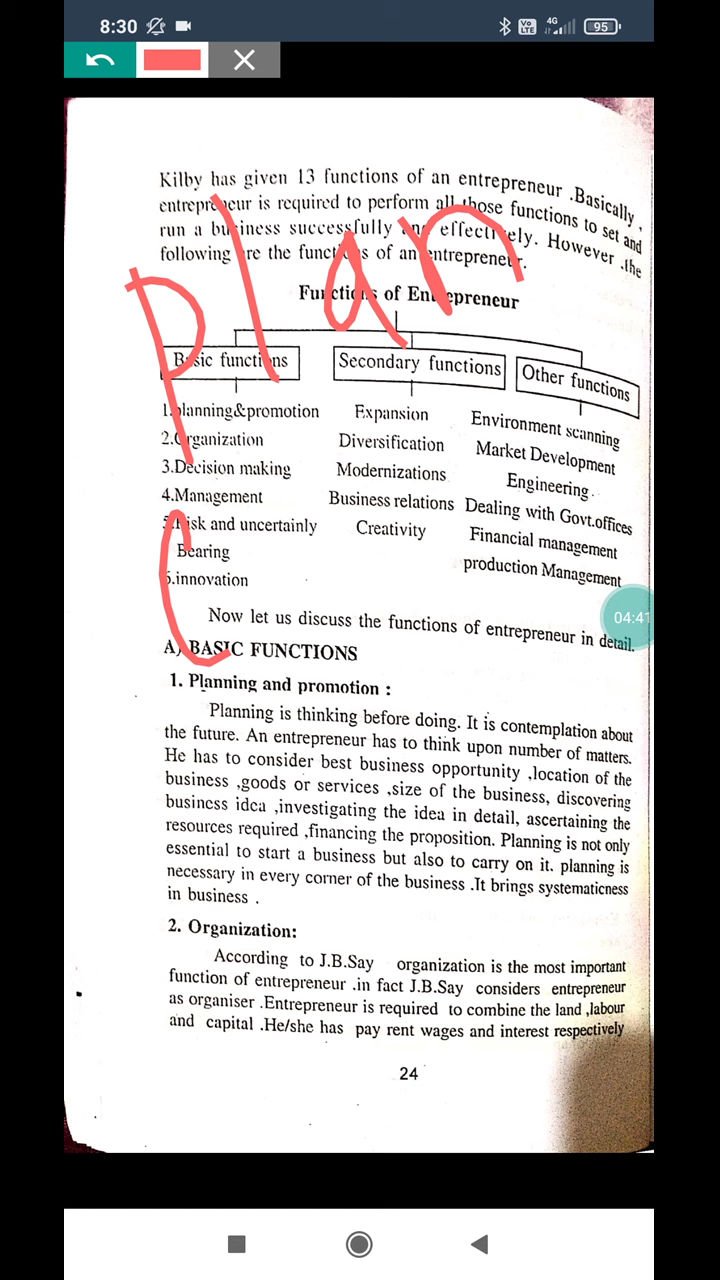 8:30 Vo LTE 4G 95
Kilby has given 13 functions of an entrepreneur .Basically ,
entrepreneur is required to perform all those functions to set and
run a business successfully and effectively. However .the
following are the functions of an entrepreneur.
Functions of Entrepreneur
Basic functions Secondary functions Other functions
1.planning&promotion Expansion Environment scanning
2.Organization Diversification Market Development
3.Decision making Modernizations Engineering.
4.Management Business relations Dealing with Govt.offices
5.Risk and uncertainly Creativity Financial management
Bearing production Management
6.innovation
plan
C
04:41
Now let us discuss the functions of entrepreneur in detail.
A) BASIC FUNCTIONS
1. Planning and promotion :
Planning is thinking before doing. It is contemplation about
the future. An entrepreneur has to think upon number of matters.
He has to consider best business opportunity ,location of the
business ,goods or services ,size of the business, discovering
business idea ,investigating the idea in detail, ascertaining the
resources required ,financing the proposition. Planning is not only
essential to start a business but also to carry on it. planning is
necessary in every corner of the business .It brings systematicness
in business .
2. Organization:
According to J.B.Say organization is the most important
function of entrepreneur .in fact J.B.Say considers entrepreneur
as organiser .Entrepreneur is required to combine the land ,labour
and capital .He/she has pay rent wages and interest respectively
24